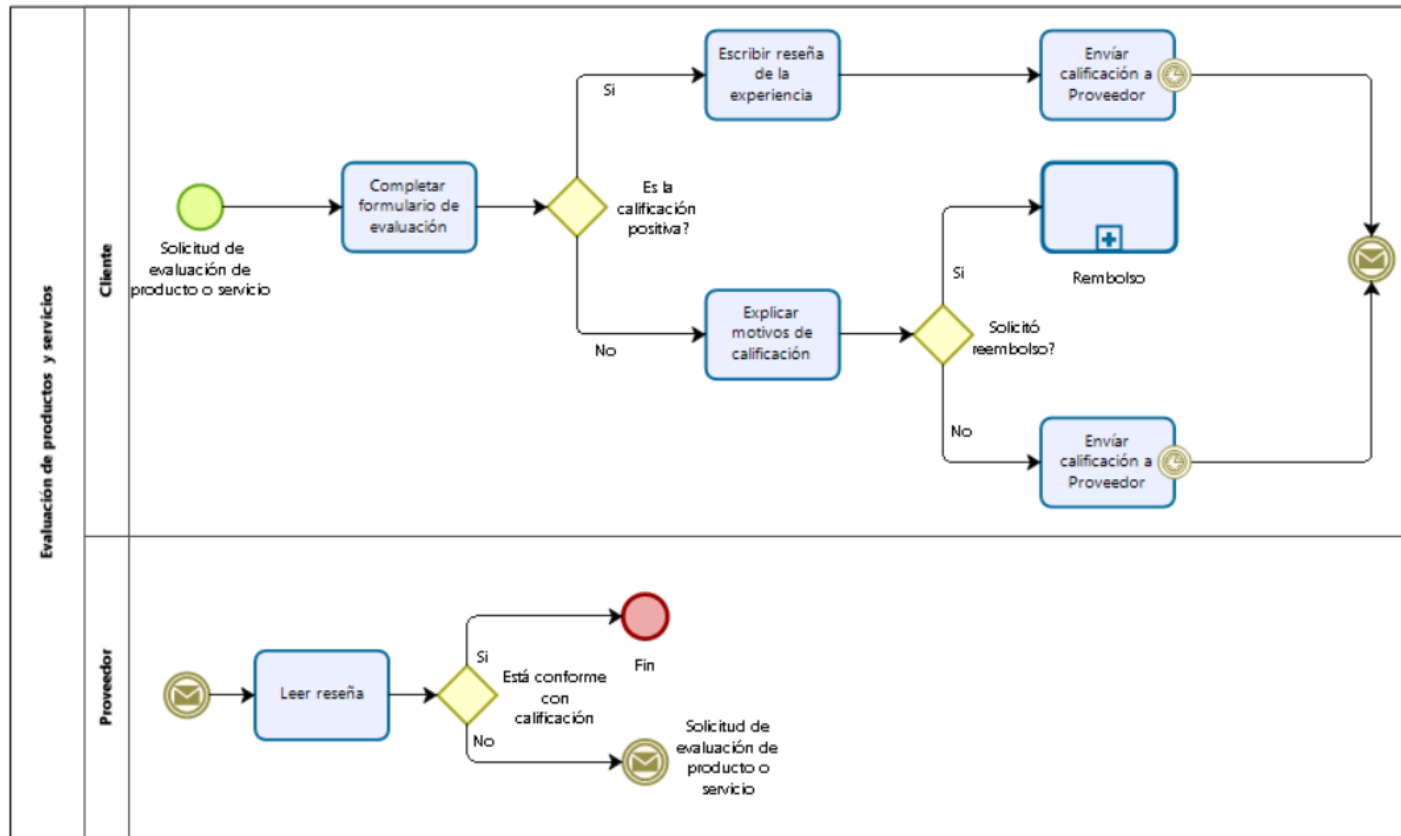 Evaluación de productos y servicios
Cliente
Solicitud de
evaluación de
producto o servicio
Completar
formulario de
evaluación
Es la
calificación
positiva?
Si
Escribir reseña
de la
experiencia
Envíar
calificación a
Proveedor
No
Explicar
motivos de
calificación
Solicitó
reembolso?
Si
Rembolso
No
Envíar
calificación a
Proveedor
Proveedor
Leer reseña
Está conforme
con
calificación
Si
Fin
No
Solicitud de
evaluación de
producto o
servicio